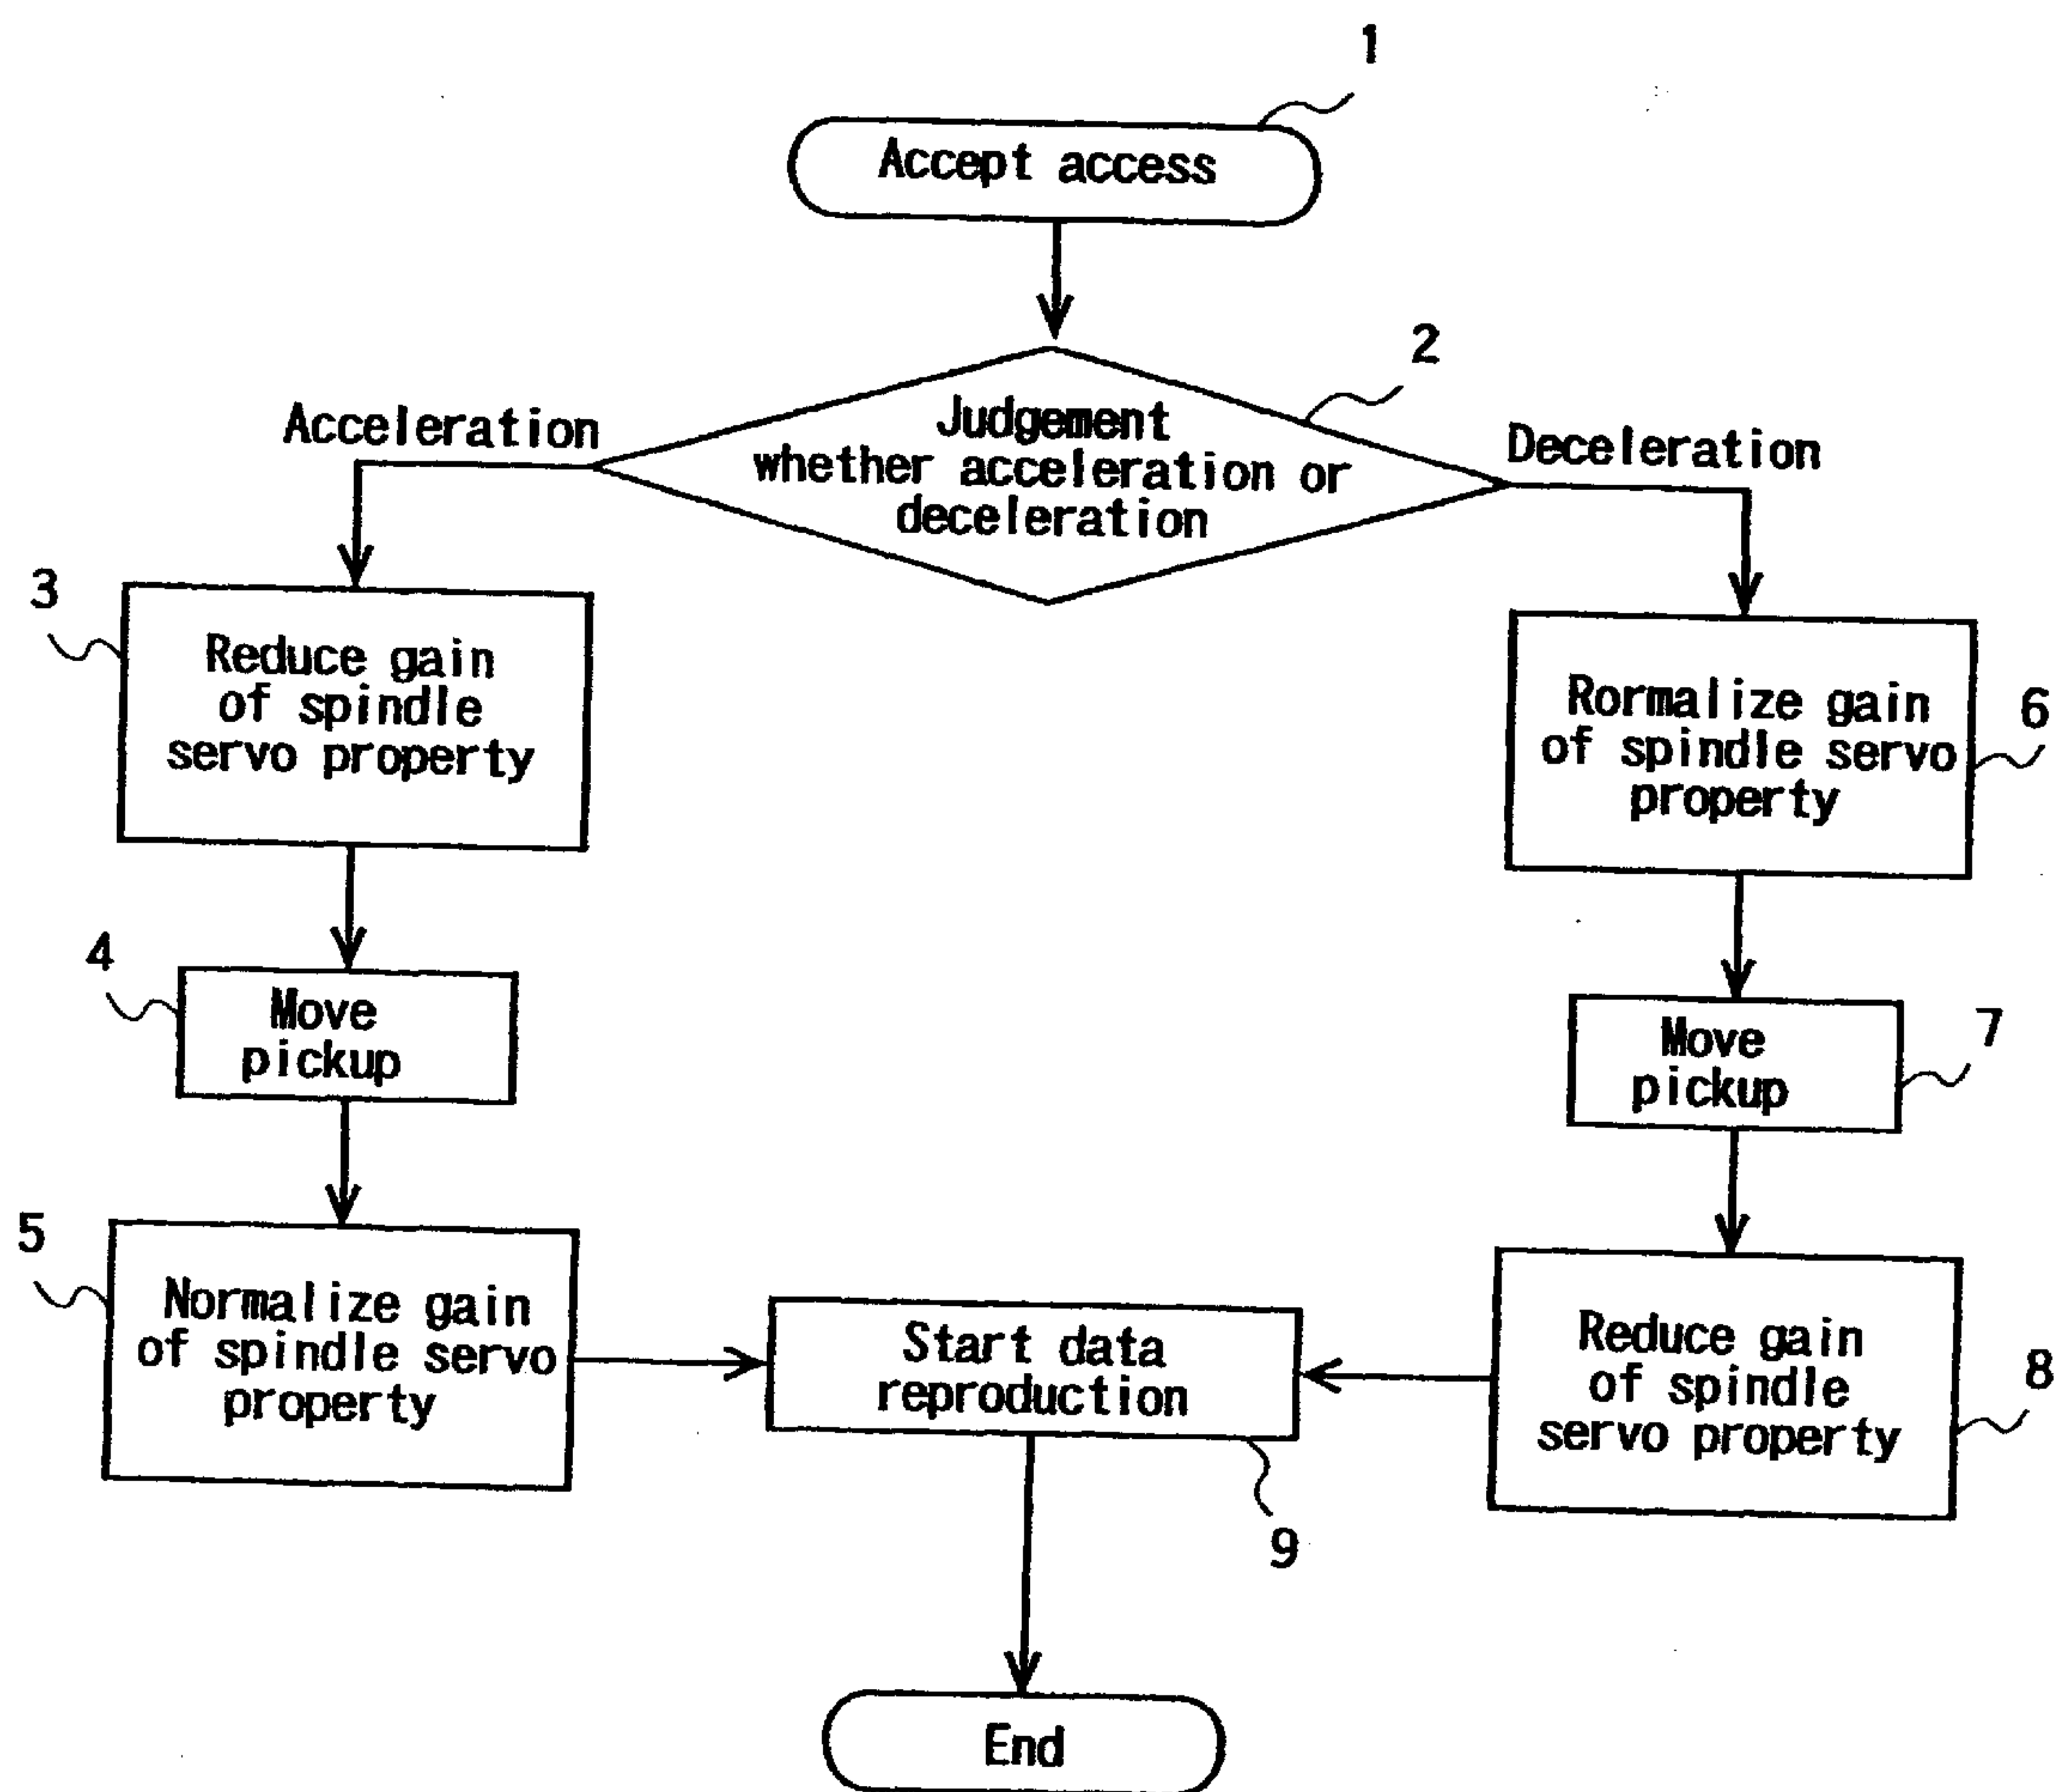 1
Accept access
2
Acceleration
Judgement
whether acceleration or
deceleration
Deceleration
3
Reduce gain
of spindle
servo property
Rormalize gain
of spindle servo
property
6
4
Move
pickup
Move
pickup
7
5
Normalize gain
of spindle servo
property
Start data
reproduction
Reduce gain
of spindle
servo property
8
9
End